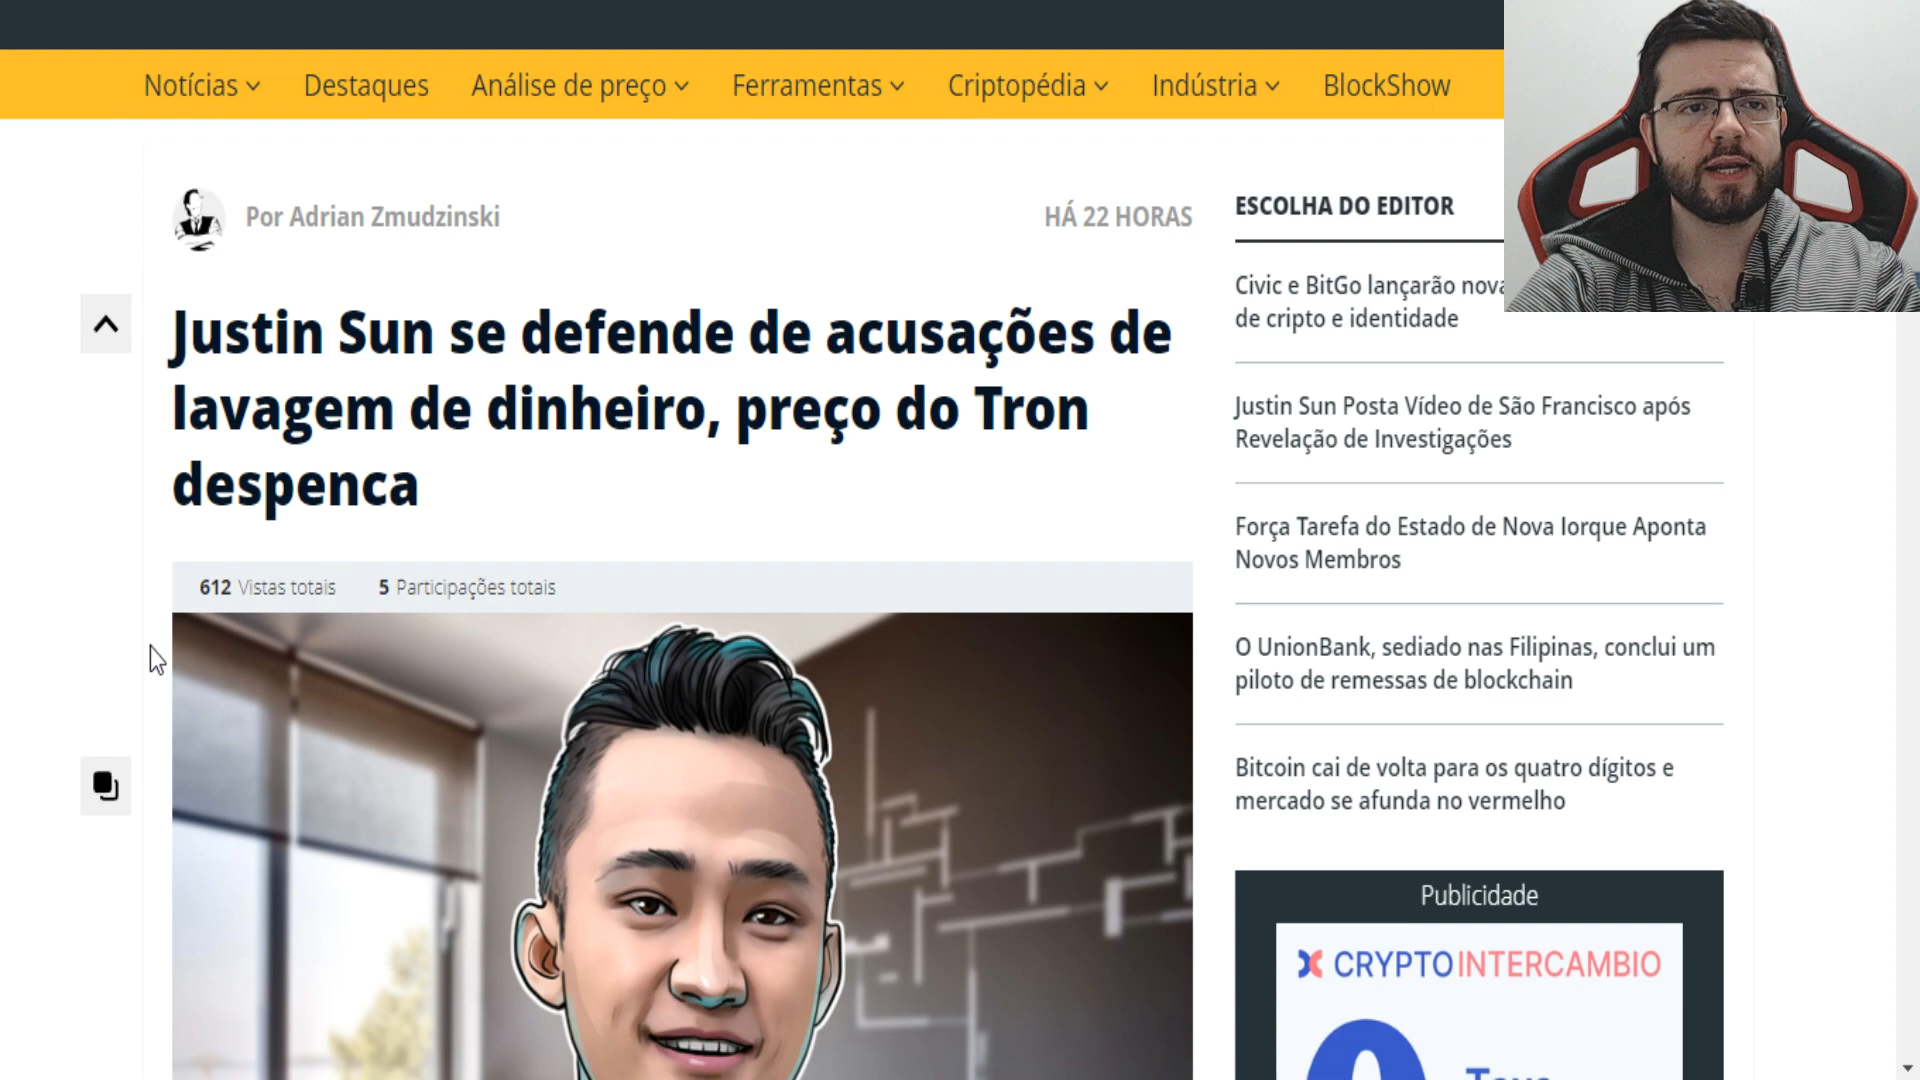 Notícias
Destaques
Análise de preço
Ferramentas
Criptopédia
Indústria
BlockShow
Por Adrian Zmudzinski
HÁ 22 HORAS
Justin Sun se defende de acusações de
lavagem de dinheiro, preço do Tron
despenca
612 Vistas totais
5 Participações totais
ESCOLHA DO EDITOR
Civic e BitGo lançarão
de cripto e identidade
Justin Sun Posta Vídeo de São Francisco após
Revelação de Investigações
Força Tarefa do Estado de Nova Iorque Aponta
Novos Membros
O UnionBank, sediado nas Filipinas, conclui um
piloto de remessas de blockchain
Bitcoin cai de volta para os quatro dígitos e
mercado se afunda no vermelho
Publicidade
CRYPTOINTERCAMBIO